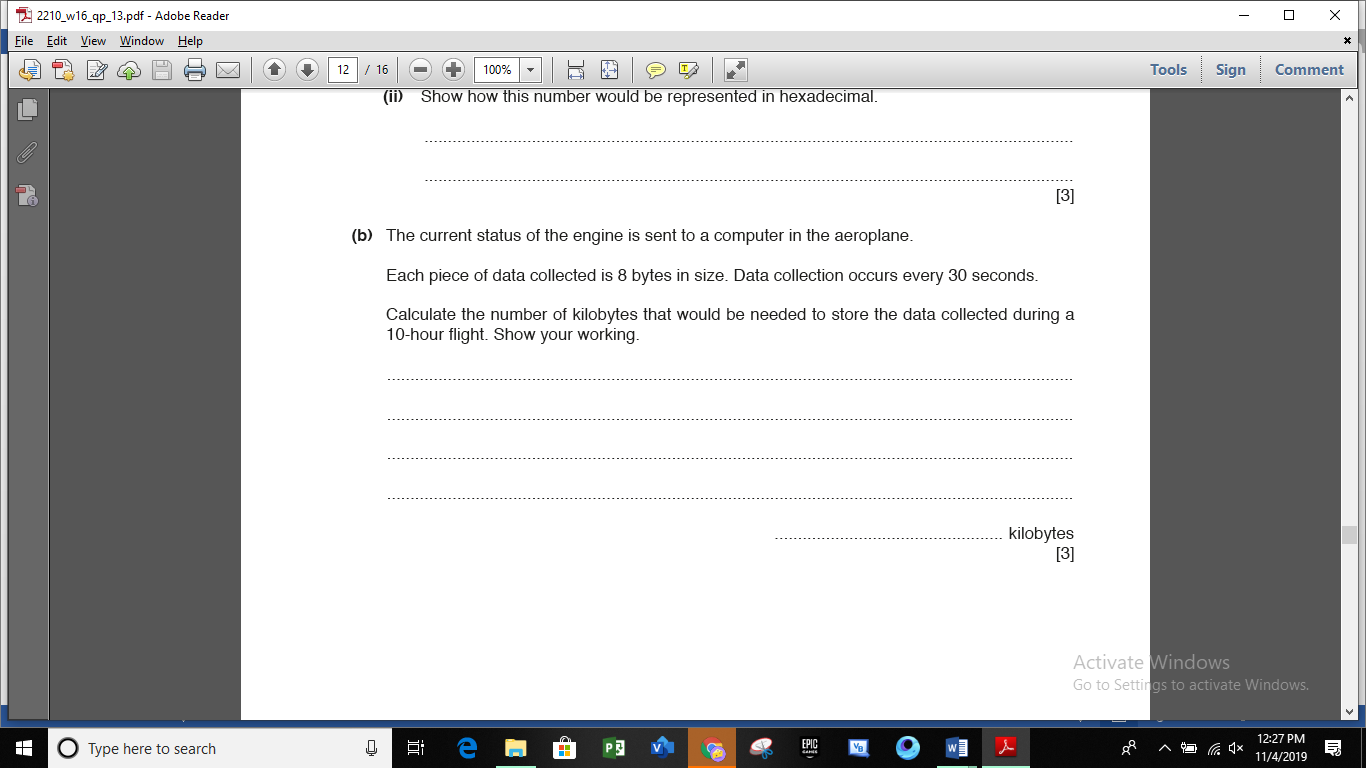 2210_w16_qp_13.pdf - Adobe Reader
File Edit View Window Help
12 / 16 100% Tools Sign Comment
(ii) Show how this number would be represented in hexadecimal.
[3]
(b) The current status of the engine is sent to a computer in the aeroplane.
Each piece of data collected is 8 bytes in size. Data collection occurs every 30 seconds.
Calculate the number of kilobytes that would be needed to store the data collected during a
10-hour flight. Show your working.
kilobytes
[3]
Activate Windows
Go to Settings to activate Windows.
Type here to search
EPIC
GAMES
12:27 PM
11/4/2019